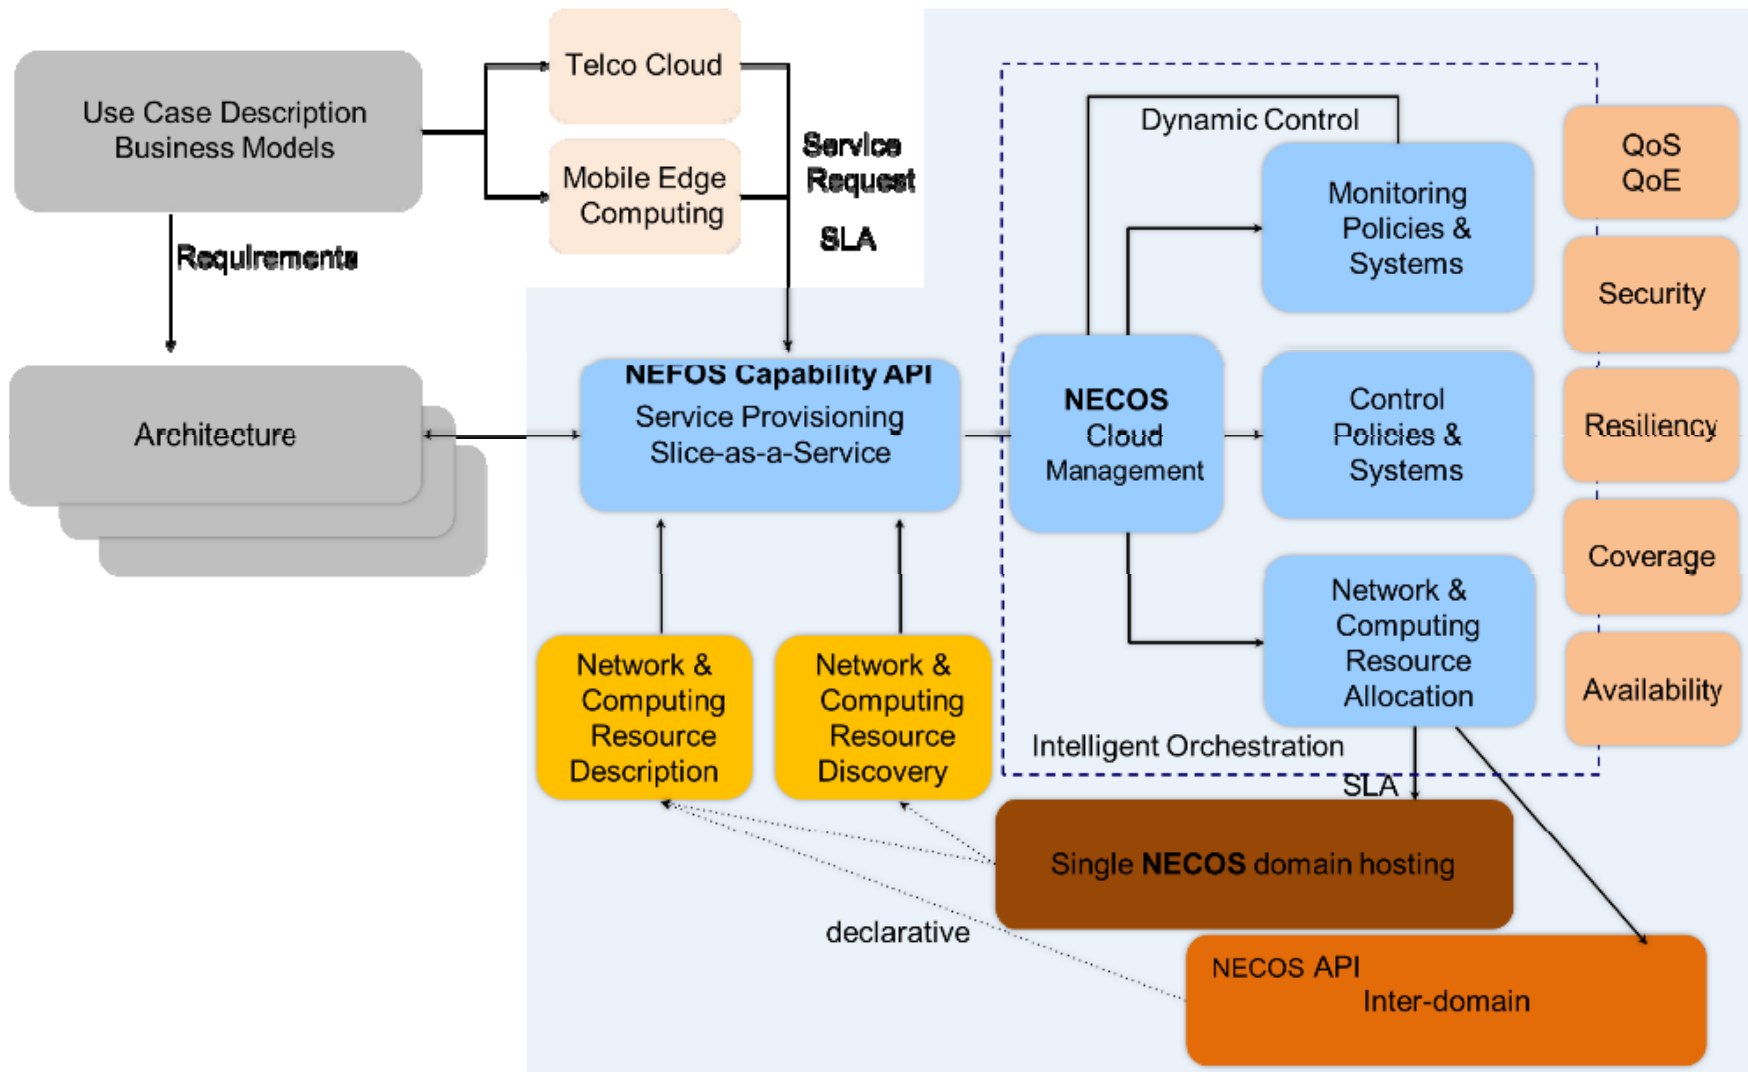 Use Case Description
Business Models
Telco Cloud
Mobile Edge
Computing
Service
Request
SLA
Requirements
Architecture
NEFOS Capability API
Service Provisioning
Slice-as-a-Service
Dynamic Control
Monitoring
Policies &
Systems
NECOS
Cloud
Management
Control
Policies &
Systems
Network &
Computing
Resource
Allocation
Intelligent Orchestration
QoS
QoE
Security
Resiliency
Coverage
Availability
Network &
Computing
Resource
Description
Network &
Computing
Resource
Discovery
SLA
Single NECOS domain hosting
declarative
NECOS API
Inter-domain